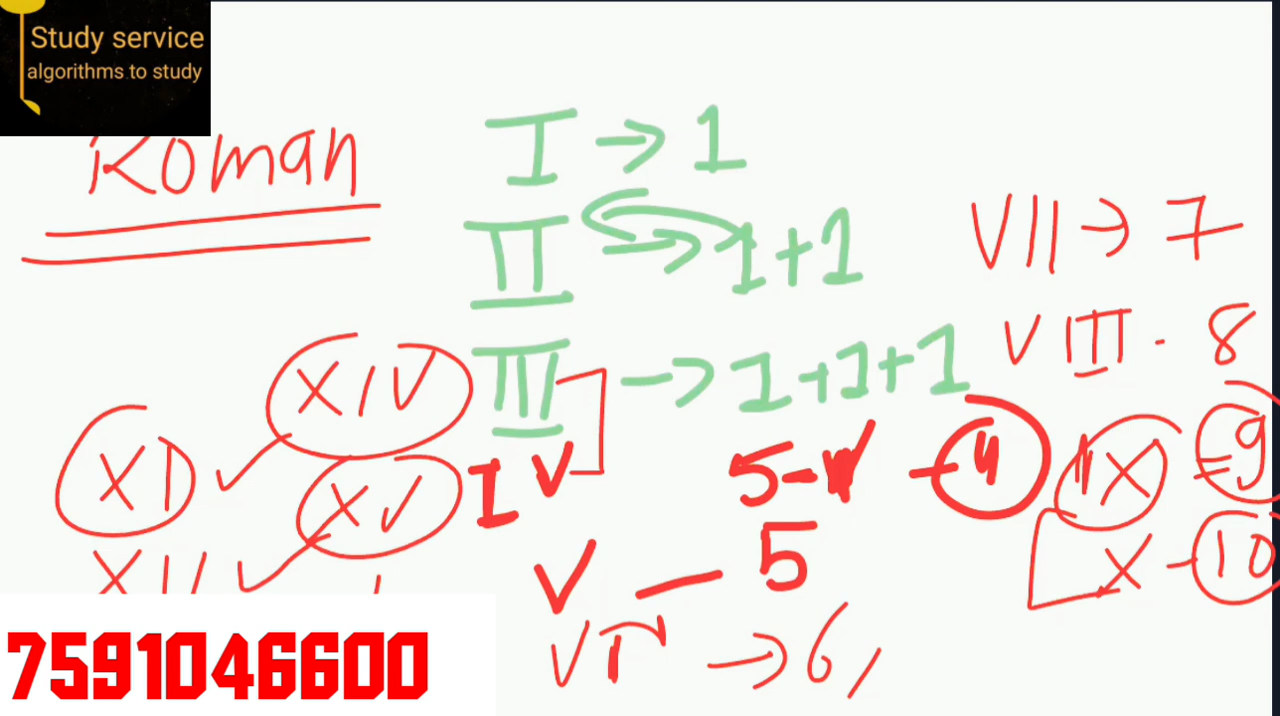 Study service
algorithms to study
Roman
I → 1
II → 1+1
III → 1+1+1
IV 5-1 - 4
V — 5
VI → 6,
VII → 7
VIII - 8
IX = 9
X - 10
XI
XII
XIV
XV
7591046600